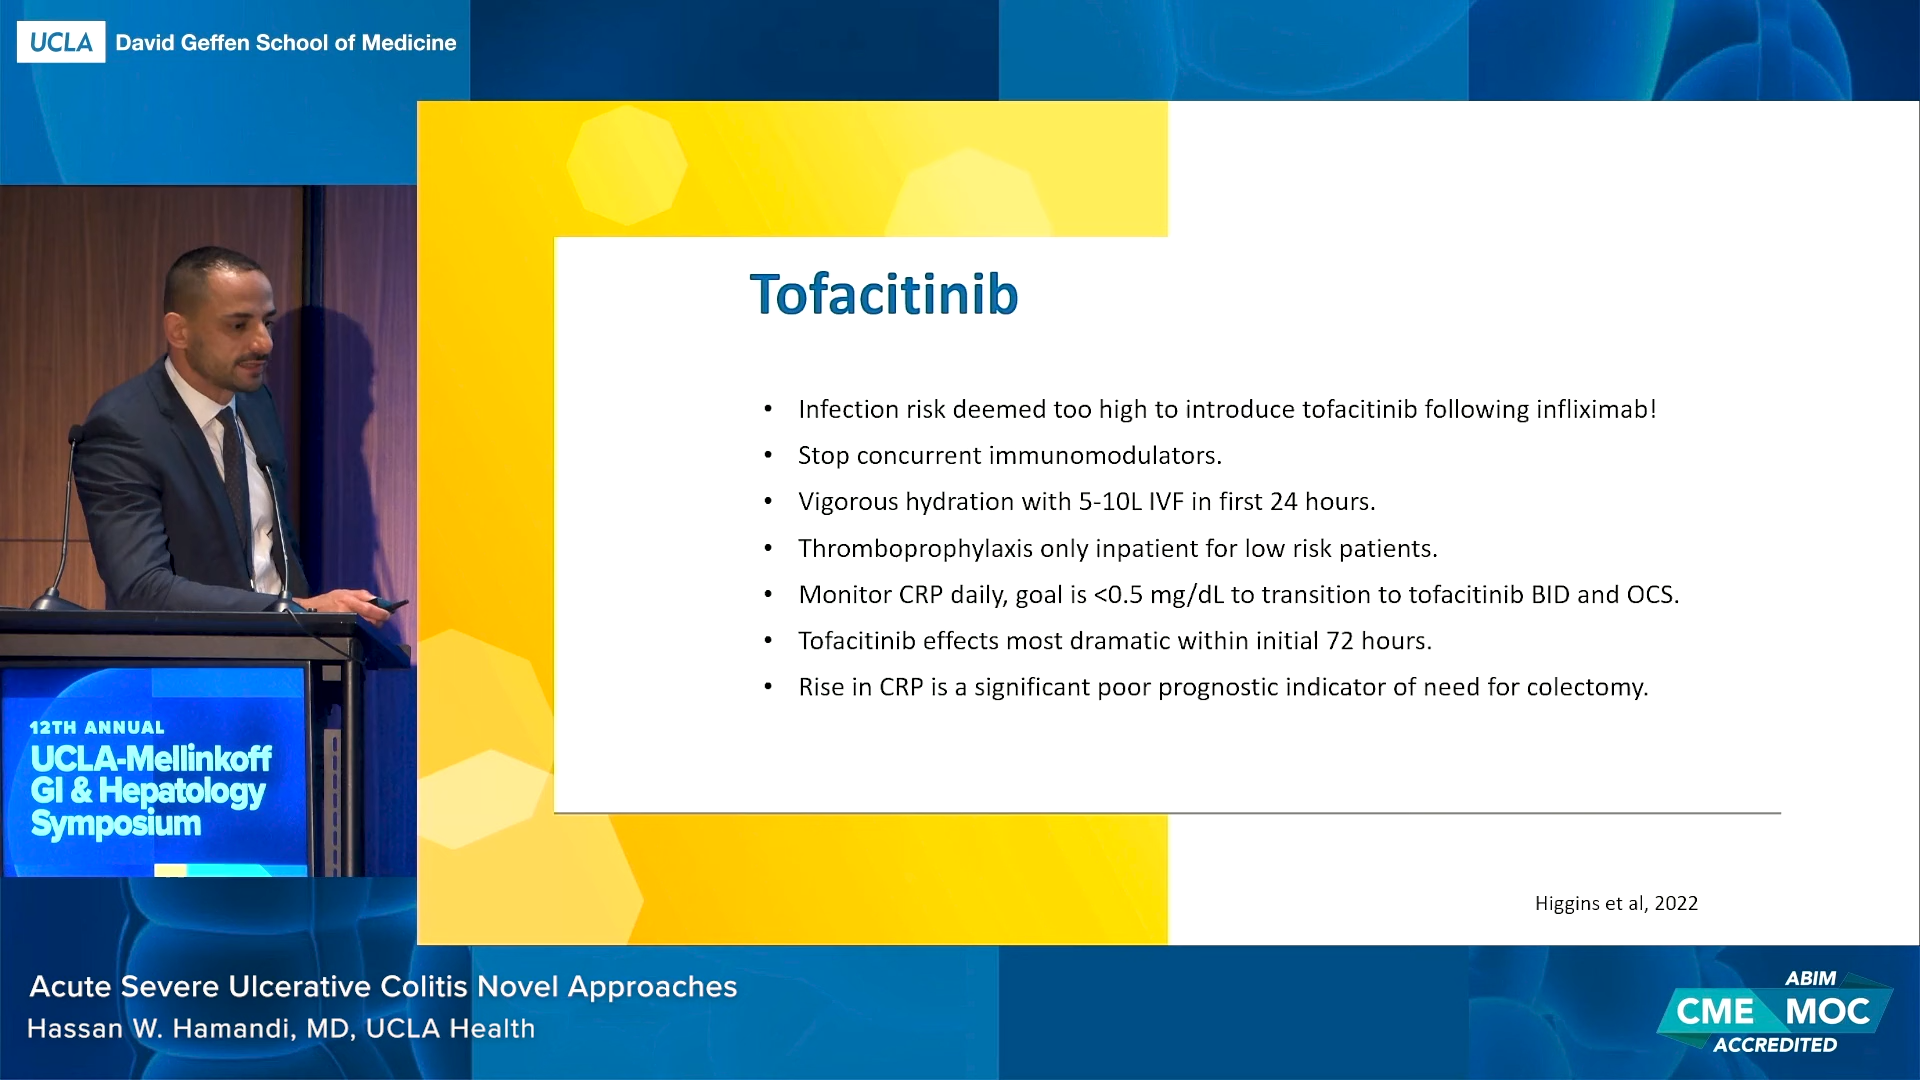 UCLA David Geffen School of Medicine
Tofacitinib
• Infection risk deemed too high to introduce tofacitinib following infliximab!
• Stop concurrent immunomodulators.
• Vigorous hydration with 5-10L IVF in first 24 hours.
• Thromboprophylaxis only inpatient for low risk patients.
• Monitor CRP daily, goal is <0.5 mg/dL to transition to tofacitinib BID and OCS.
• Tofacitinib effects most dramatic within initial 72 hours.
• Rise in CRP is a significant poor prognostic indicator of need for colectomy.
Higgins et al, 2022
12TH ANNUAL
UCLA-Mellinkoff
GI & Hepatology
Symposium
Acute Severe Ulcerative Colitis Novel Approaches
Hassan W. Hamandi, MD, UCLA Health
ABIM
CME MOC
ACCREDITED